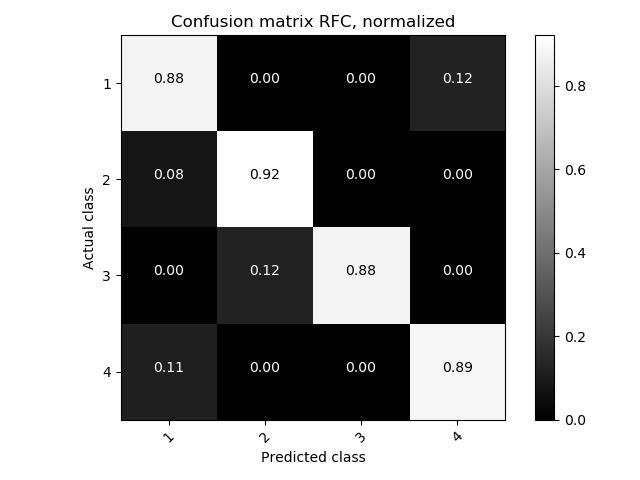 Confusion matrix RFC, normalized
Actual class
1 0.88 0.00 0.00 0.12
2 0.08 0.92 0.00 0.00
3 0.00 0.12 0.88 0.00
4 0.11 0.00 0.00 0.89
1 2 3 4
Predicted class
0.8
0.6
0.4
0.2
0.0